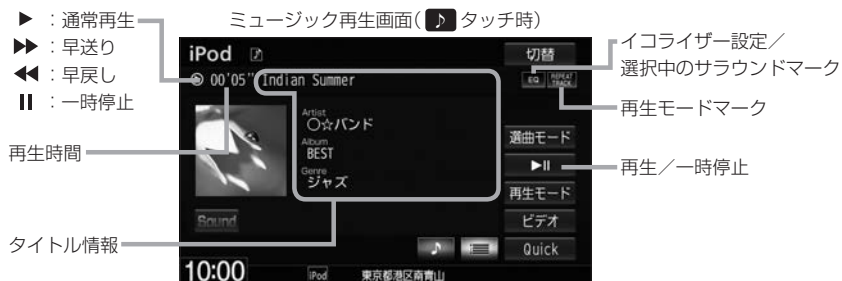 ▶ ：通常再生
▶▶ ：早送り
◀◀ ：早戻し
II ：一時停止
再生時間
タイトル情報
ミュージック再生画面( ♪ タッチ時)
iPod ♪
切替
00'05" Indian Summer
EQ REPEAT TRACK
Artist
○☆バンド
Album
BEST
Genre
ジャズ
選曲モード
▶II
再生モード
ビデオ
Sound
♪
Quick
10:00 iPod 東京都港区南青山
イコライザー設定／
選択中のサラウンドマーク
再生モードマーク
再生／一時停止